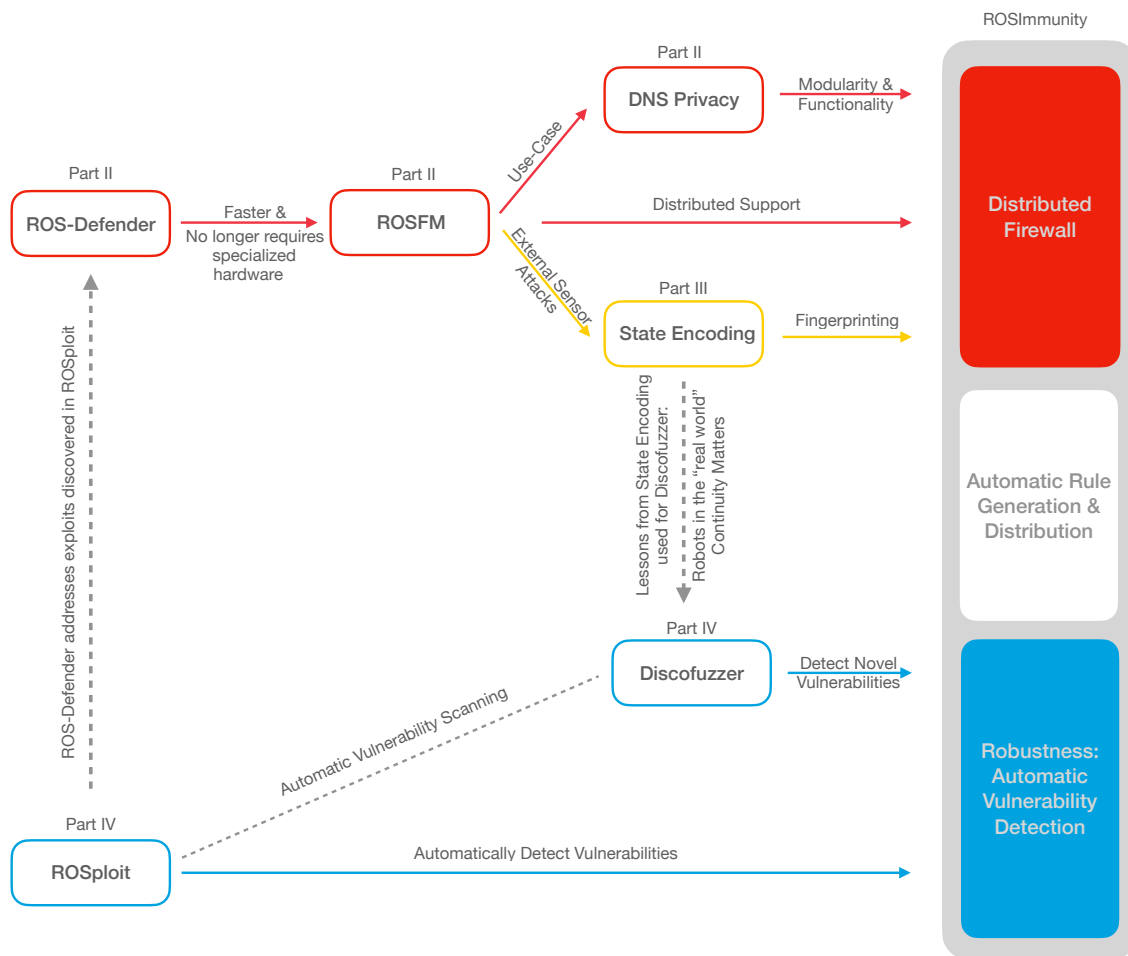 ROSImmunity
Part II
DNS Privacy
Modularity &
Functionality
Use-Case
Part II
ROS-Defender
Faster &
No longer requires
specialized
hardware
Part II
ROSFM
Distributed Support
Distributed
Firewall
External Sensor
Attacks
Part III
State Encoding
Fingerprinting
ROS-Defender addresses exploits discovered in ROSploit
Lessons from State Encoding
used for Discofuzzer:
Robots in the “real world”
Continuity Matters
Automatic Rule
Generation &
Distribution
Part IV
Discofuzzer
Detect Novel
Vulnerabilities
Automatic Vulnerability Scanning
Robustness:
Automatic
Vulnerability
Detection
Part IV
ROSploit
Automatically Detect Vulnerabilities